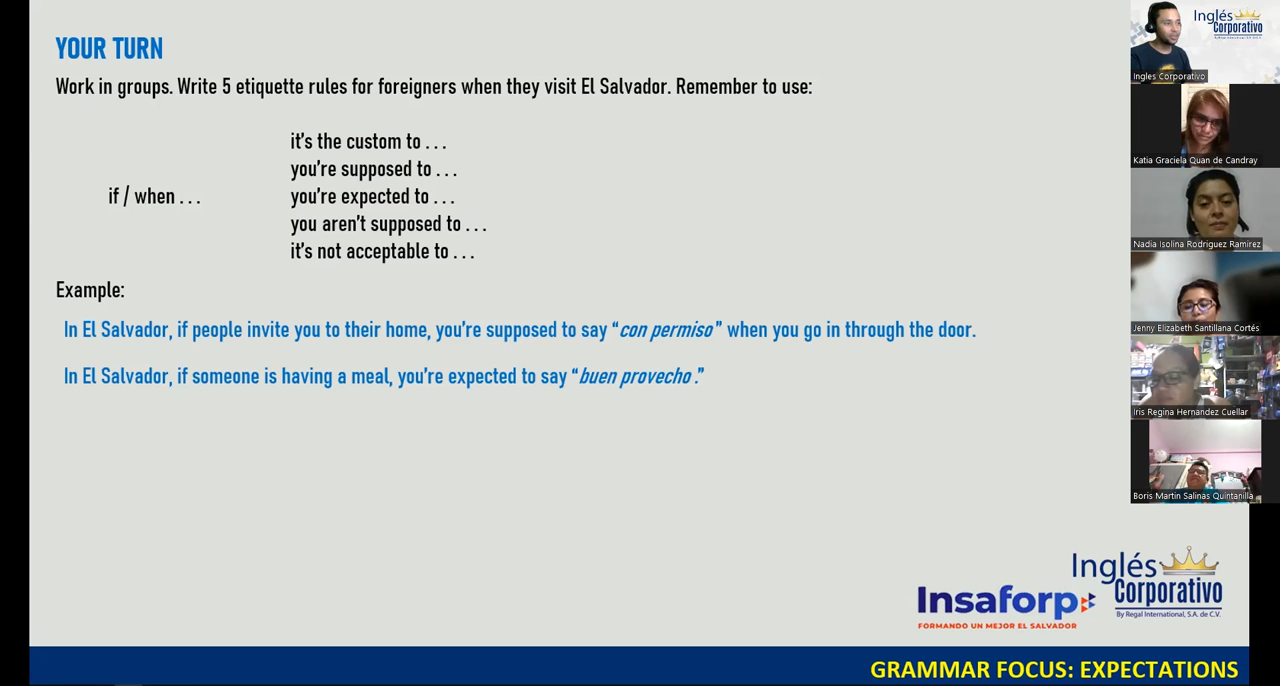 YOUR TURN
Work in groups. Write 5 etiquette rules for foreigners when they visit El Salvador. Remember to use:
it's the custom to . . .
you're supposed to . . .
if / when . . .
you're expected to . . .
you aren't supposed to . . .
it's not acceptable to . . .
Example:
In El Salvador, if people invite you to their home, you're supposed to say “con permiso” when you go in through the door.
In El Salvador, if someone is having a meal, you're expected to say “buen provecho.”
Inglés
Corporativo
By Regal International, S.A. de C.V.
Insaforp
FORMANDO UN MEJOR EL SALVADOR
GRAMMAR FOCUS: EXPECTATIONS
Inglés
Corporativo
By Regal International, S.A. de C.V.
Ingles Corporativo
Katia Graciela Quan de Candray
Nadia Isolina Rodriguez Ramirez
Jenny Elizabeth Santillana Cortés
Iris Regina Hernandez Cuellar
Boris Martin Salinas Quintanilla